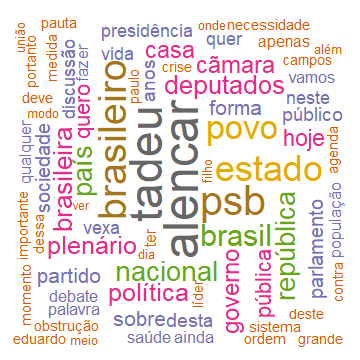 união
pauta
presidência
onde
necessidade
portanto
medida
discussão
fazer
vida
casa
quer
apenas
além
paulo
anos
crise
cãmara
campos
deputados
vamos
qualquer
deve
modo
sociedade
brasileira
quero
país
brasileiro
tadeu
alencar
forma
neste
público
povo
hoje
agenda
filho
estado
importante
dessa
ver
vexa
psb
plenário
dia
ter
brasil
república
parlamento
contra
população
momento
partido
nacional
governo
pública
debate
política
líder
palavra
obstrução
sobre
desta
deste
sistema
eduardo
meio
saúde
ainda
ordem
grande